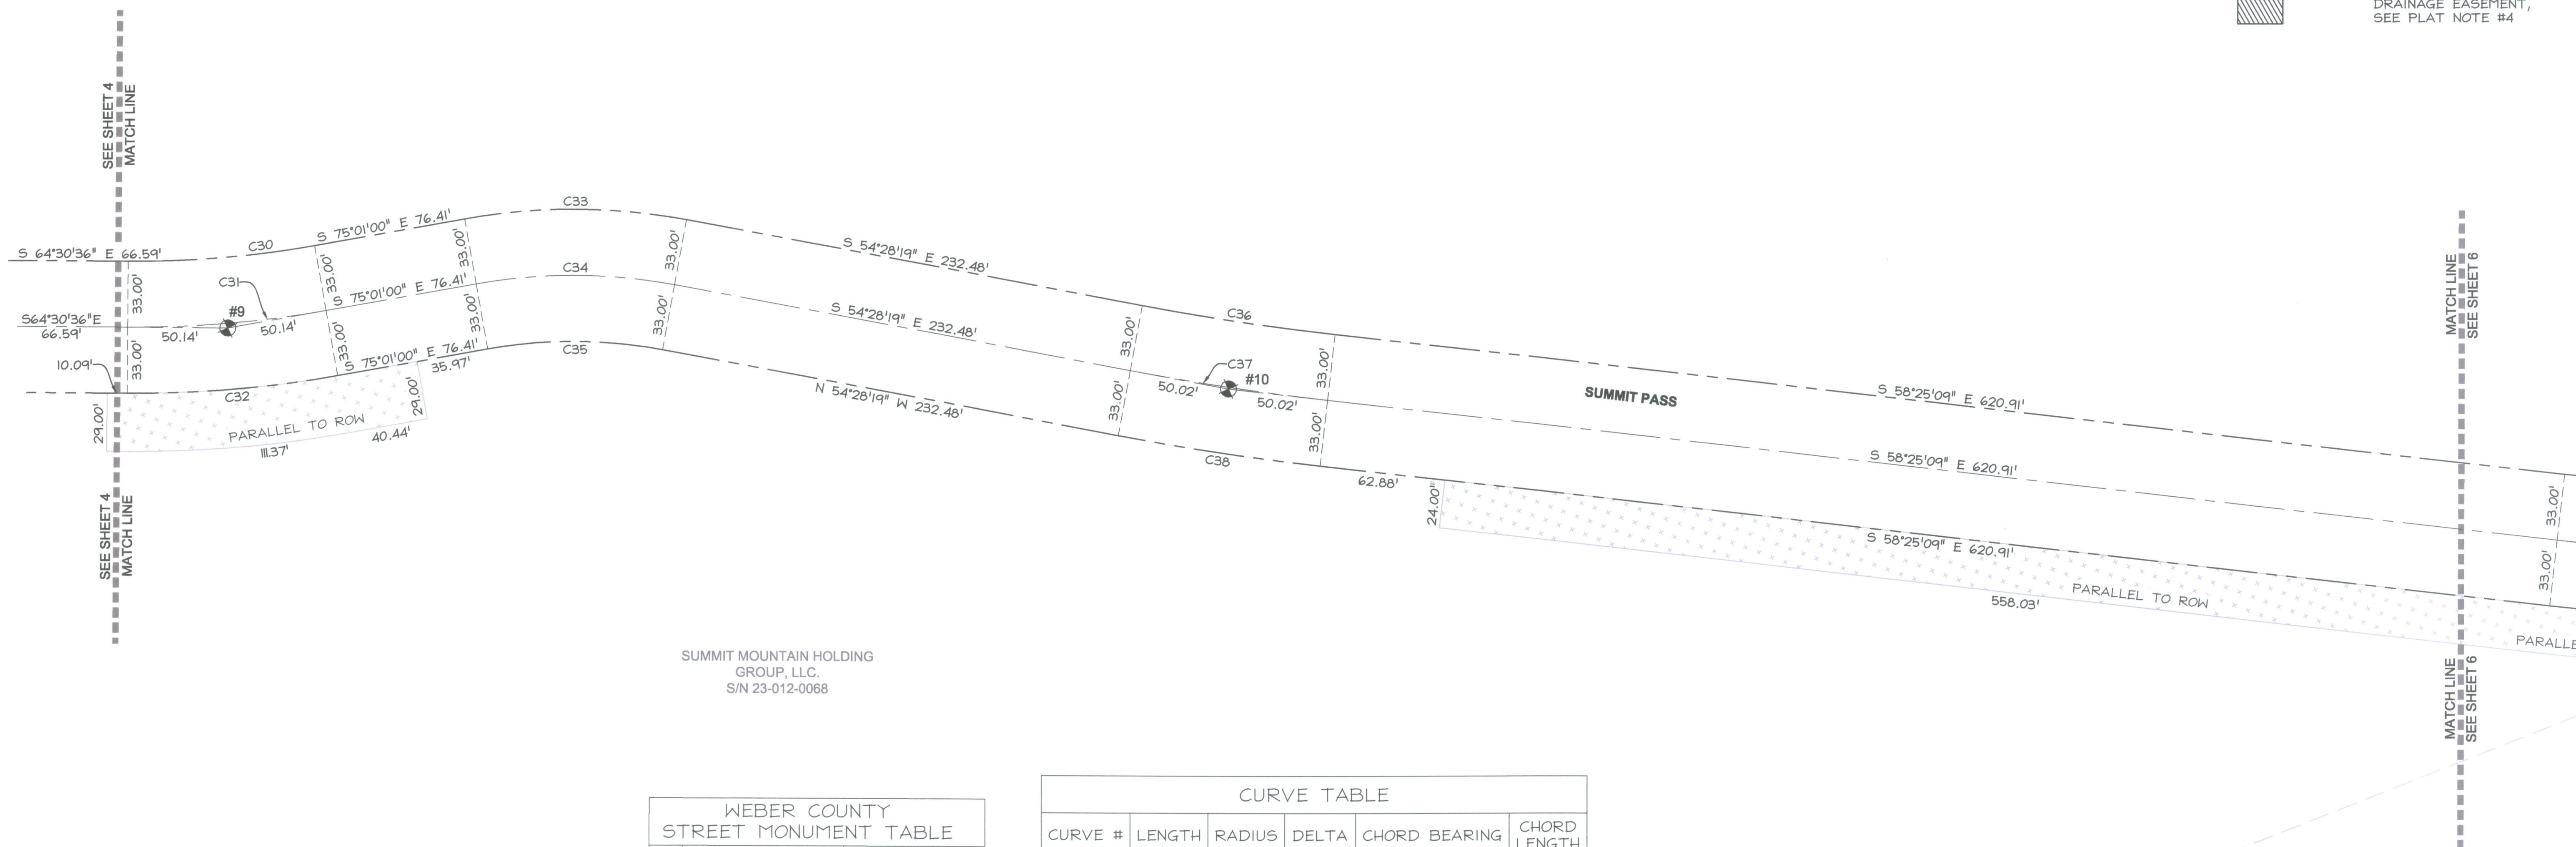 DRAINAGE EASEMENT,
SEE PLAT NOTE #4
SEE SHEET 4
MATCH LINE
S 64°30'36" E 66.59'
C30
S 75°01'00" E 76.41'
33.00'
33.00'
33.00'
C31
#9
S 75°01'00" E 76.41'
S64°30'36"E
66.59'
50.14'
50.14'
33.00'
33.00'
33.00'
10.09'
C32
S 75°01'00" E 76.41'
35.97'
29.00'
29.00'
PARALLEL TO ROW
111.37'
40.44'
SEE SHEET 4
MATCH LINE
C33
C34
C35
33.00'
33.00'
S 54°28'19" E 232.48'
S 54°28'19" E 232.48'
N 54°28'19" W 232.48'
33.00'
33.00'
C36
C37
#10
50.02'
50.02'
33.00'
33.00'
C38
62.88'
24.00'
SUMMIT PASS
S 58°25'09" E 620.91'
S 58°25'09" E 620.91'
S 58°25'09" E 620.91'
PARALLEL TO ROW
558.03'
MATCH LINE
SEE SHEET 6
33.00'
33.00'
PARALLE
MATCH LINE
SEE SHEET 6
SUMMIT MOUNTAIN HOLDING
GROUP, LLC.
S/N 23-012-0068
WEBER COUNTY
STREET MONUMENT TABLE
CURVE TABLE
CURVE # LENGTH RADIUS DELTA CHORD BEARING CHORD
LENGTH